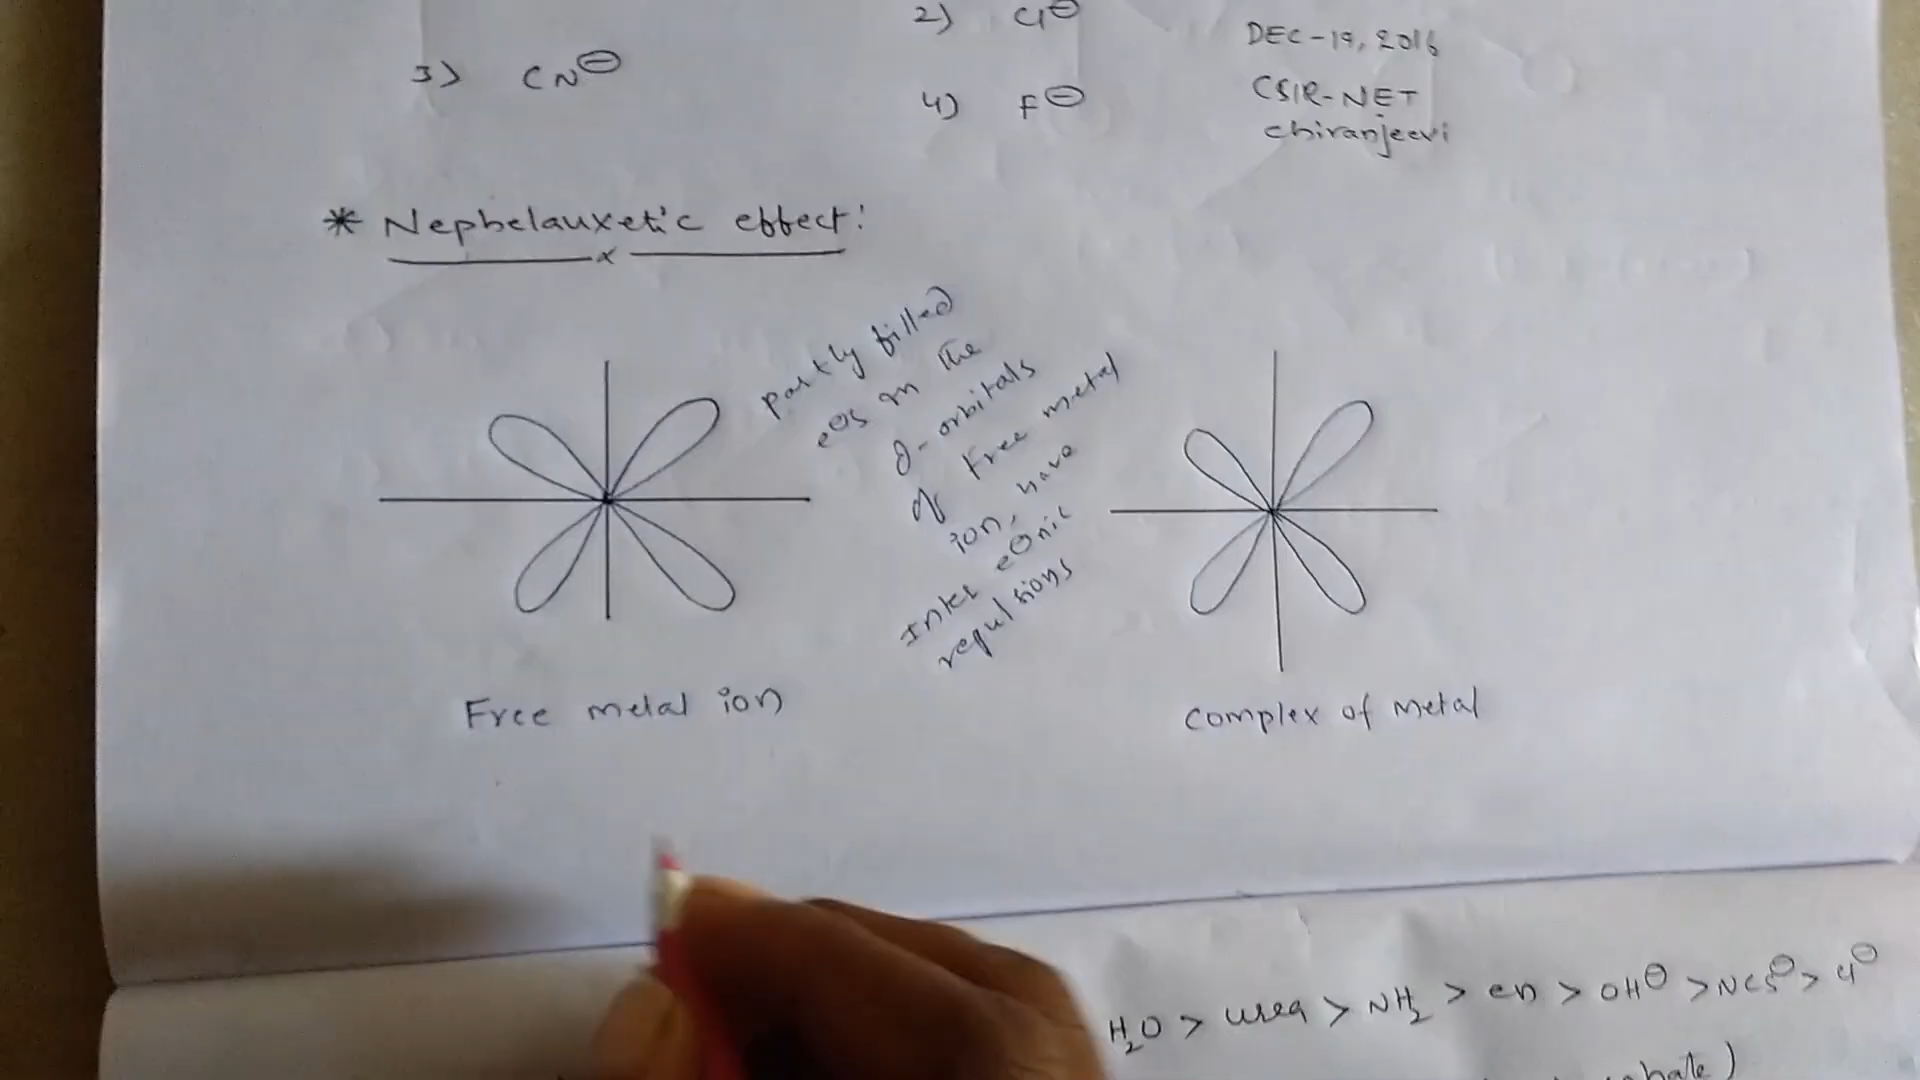 2) Cl⊖
3) CN⊖
4) F⊖
DEC-19, 2016
CSIR-NET
chiranjeevi
* Nephelauxetic effect:
partly filled
e⊖s in the
d-orbitals
of Free metal
ion, have
Inter e⊖nic
repulsions
Free metal ion
Complex of Metal
H2O > urea > NH2 > en > OH⊖ > NCS⊖ > Cl⊖